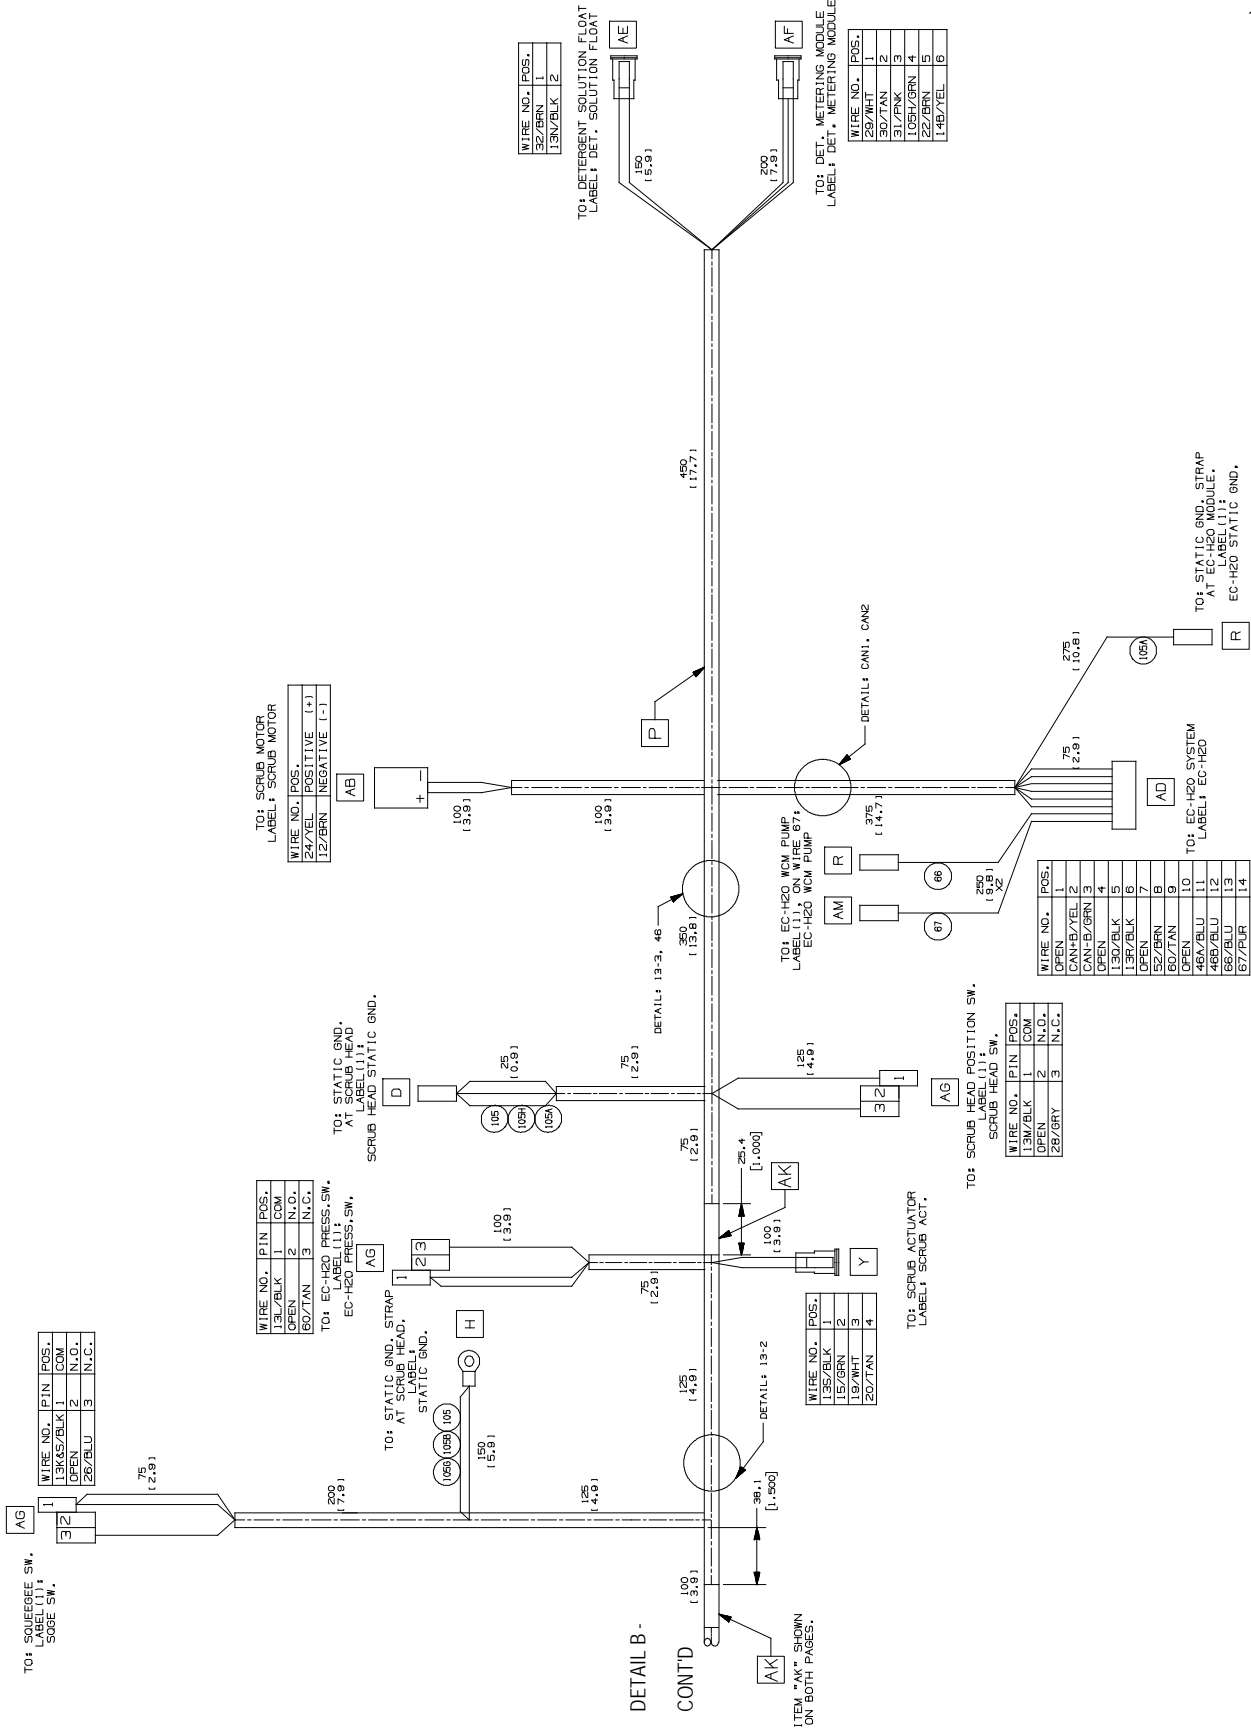 TO: SQUEEGEE SW.
LABEL(1):
SQGE SW.
AG
1
3 2
WIRE NO. PIN POS.
13K&S/BLK 1 COM
OPEN 2 N.O.
26/BLU 3 N.C.
75
[2.9]
200
[7.9]
125
[4.9]
TO: STATIC GND. STRAP
AT SCRUB HEAD.
LABEL:
STATIC GND.
H
105G 105B 105
150
[5.9]
WIRE NO. PIN POS.
13L/BLK 1 COM
OPEN 2 N.O.
60/TAN 3 N.C.
TO: EC-H2O PRESS.SW.
LABEL(1):
EC-H2O PRESS.SW.
AG
1
2 3
100
[3.9]
75
[2.9]
TO: STATIC GND.
AT SCRUB HEAD
LABEL(1):
SCRUB HEAD STATIC GND.
D
105 105H 105A
25
[0.9]
75
[2.9]
TO: SCRUB MOTOR
LABEL: SCRUB MOTOR
WIRE NO. POS.
24/YEL POSITIVE (+)
12/BRN NEGATIVE (-)
AB
+ -
100
[3.9]
100
[3.9]
WIRE NO. POS.
32/BRN 1
13N/BLK 2
TO: DETERGENT SOLUTION FLOAT
LABEL: DET. SOLUTION FLOAT
AE
150
[5.9]
AF
200
[7.9]
TO: DET. METERING MODULE
LABEL: DET. METERING MODULE
WIRE NO. POS.
29/WHT 1
30/TAN 2
31/PNK 3
105H/GRN 4
22/BRN 5
14B/YEL 6
DETAIL B -
CONT'D
AK
ITEM "AK" SHOWN
ON BOTH PAGES.
100
[3.9]
38.1
[1.500]
DETAIL: 13-2
125
[4.9]
75
[2.9]
25.4
[1.000]
AK
DETAIL: 13-3, 46
350
[13.8]
P
450
[17.7]
100
[3.9]
Y
TO: SCRUB ACTUATOR
LABEL: SCRUB ACT.
WIRE NO. POS.
13S/BLK 1
15/GRN 2
19/WHT 3
20/TAN 4
125
[4.9]
3 2
1
AG
TO: SCRUB HEAD POSITION SW.
LABEL(1):
SCRUB HEAD SW.
WIRE NO. PIN POS.
13M/BLK 1 COM
OPEN 2 N.O.
28/GRY 3 N.C.
DETAIL: CAN1, CAN2
375
[14.7]
TO: EC-H2O WCM PUMP
LABEL(1), ON WIRE 67:
EC-H2O WCM PUMP
AM
R
67
66
250
[9.8]
X2
75
[2.9]
AD
TO: EC-H2O SYSTEM
LABEL: EC-H2O
WIRE NO. POS.
OPEN 1
CAN+B/YEL 2
CAN-B/GRN 3
OPEN 4
13Q/BLK 5
13R/BLK 6
OPEN 7
52/BRN 8
60/TAN 9
OPEN 10
46A/BLU 11
46B/BLU 12
66/BLU 13
67/PUR 14
275
[10.8]
105A
R
TO: STATIC GND. STRAP
AT EC-H2O MODULE.
LABEL(1):
EC-H2O STATIC GND.